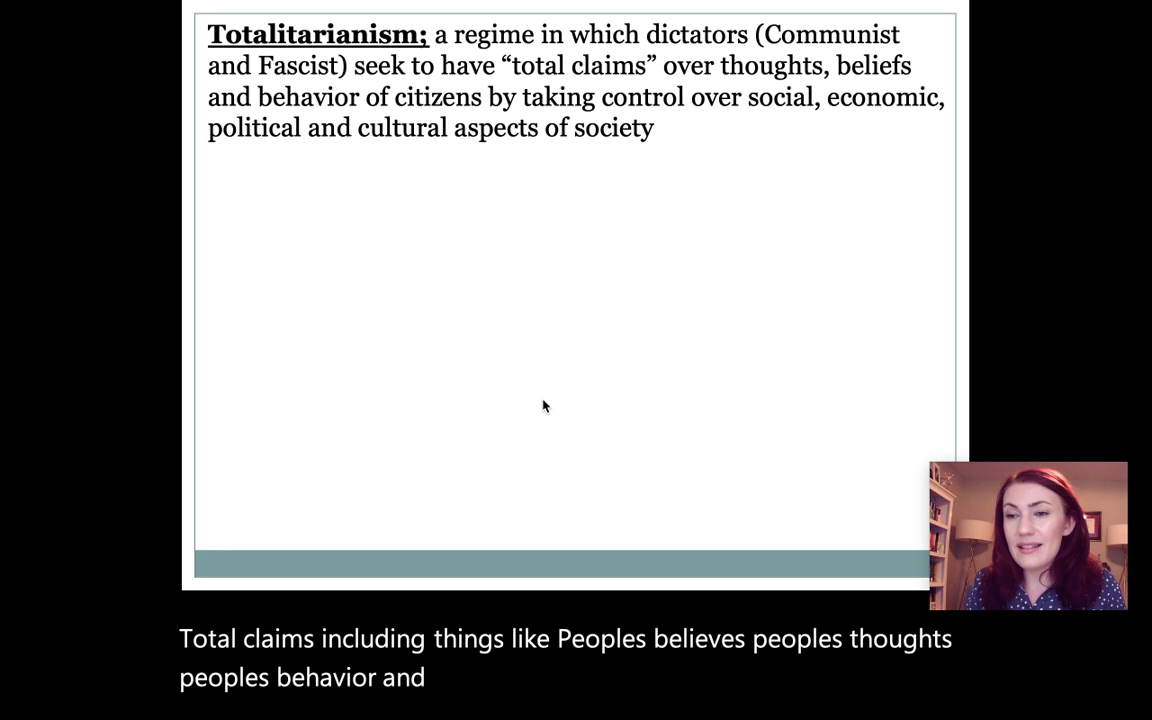 Totalitarianism; a regime in which dictators (Communist
and Fascist) seek to have “total claims” over thoughts, beliefs
and behavior of citizens by taking control over social, economic,
political and cultural aspects of society
Total claims including things like Peoples believes peoples thoughts
peoples behavior and